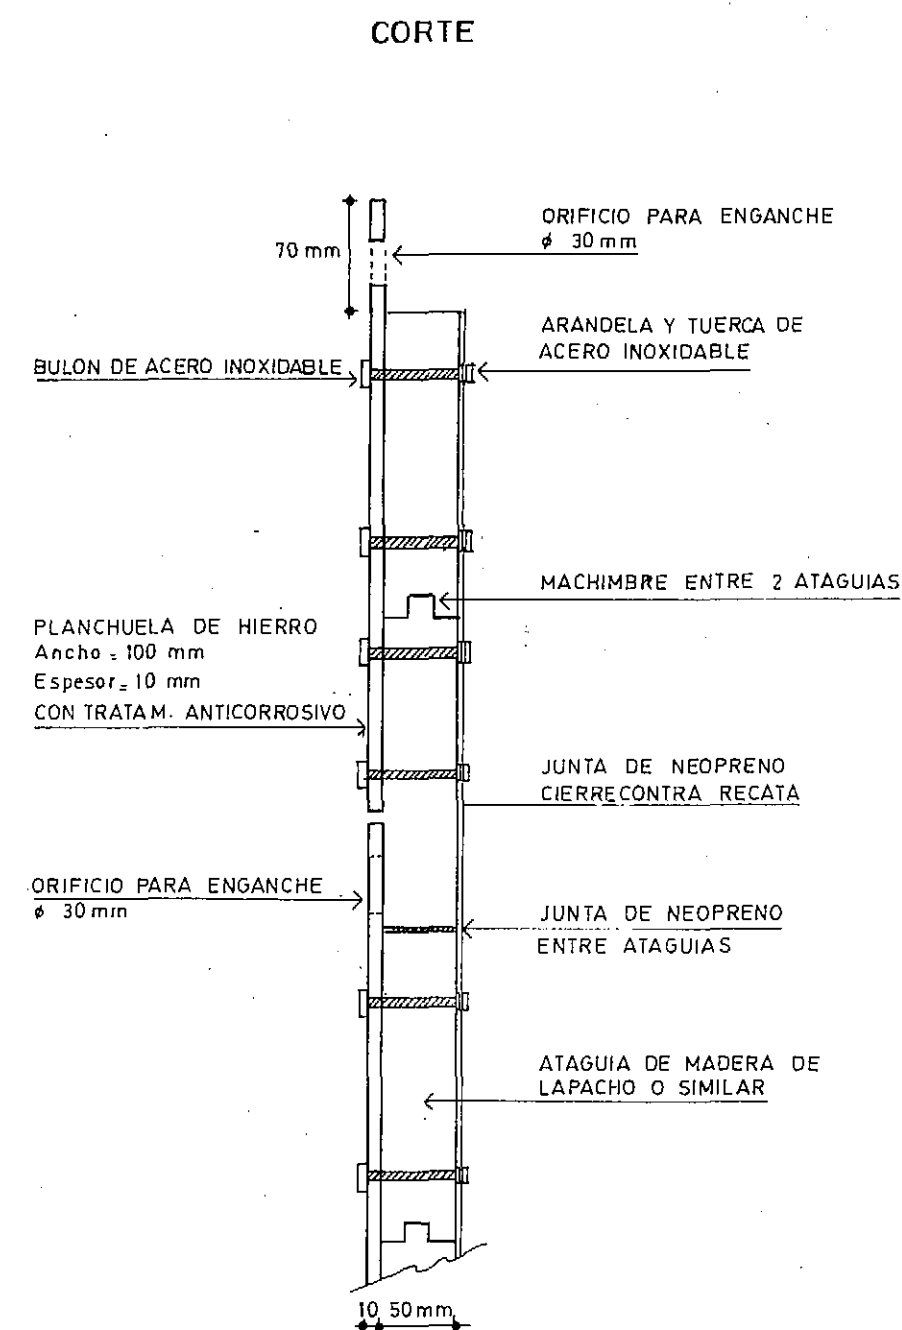 CORTE
ORIFICIO PARA ENGANCHE
ϕ 30 mm
70 mm
ARANDELA Y TUERCA DE
ACERO INOXIDABLE
BULON DE ACERO INOXIDABLE
MACHIMBRE ENTRE 2 ATAGUIAS
PLANCHUELA DE HIERRO
Ancho = 100 mm
Espesor = 10 mm
CON TRATAM. ANTICORROSIVO
JUNTA DE NEOPRENO
CIERRE CONTRA RECATA
ORIFICIO PARA ENGANCHE
ϕ 30 mm
JUNTA DE NEOPRENO
ENTRE ATAGUIAS
ATAGUIA DE MADERA DE
LAPACHO O SIMILAR
10 50 mm